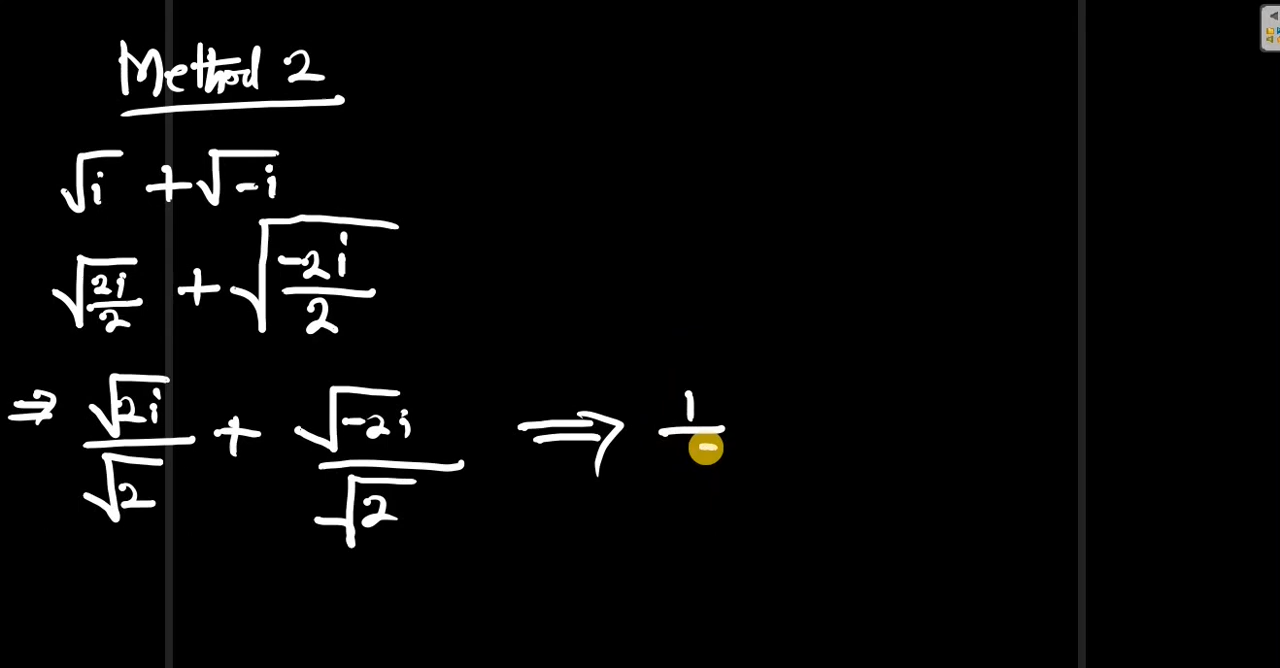 Method 2
√i + √-i
√(2i/2) + √(-2i/2)
⇒ √2i/√2 + √-2i/√2 ⇒ 1/